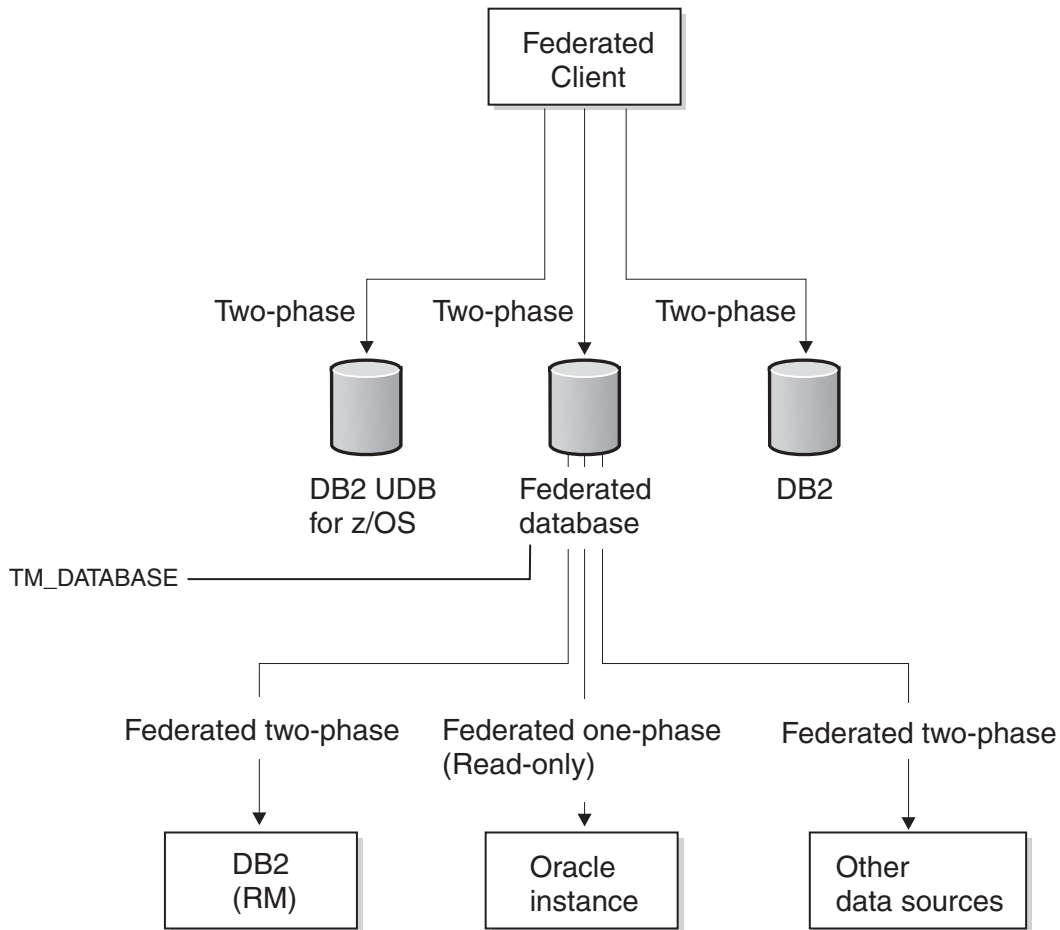 Federated
Client
Two-phase
Two-phase
Two-phase
DB2 UDB
for z/OS
Federated
database
DB2
TM_DATABASE
Federated two-phase
Federated one-phase
(Read-only)
Federated two-phase
DB2
(RM)
Oracle
instance
Other
data sources